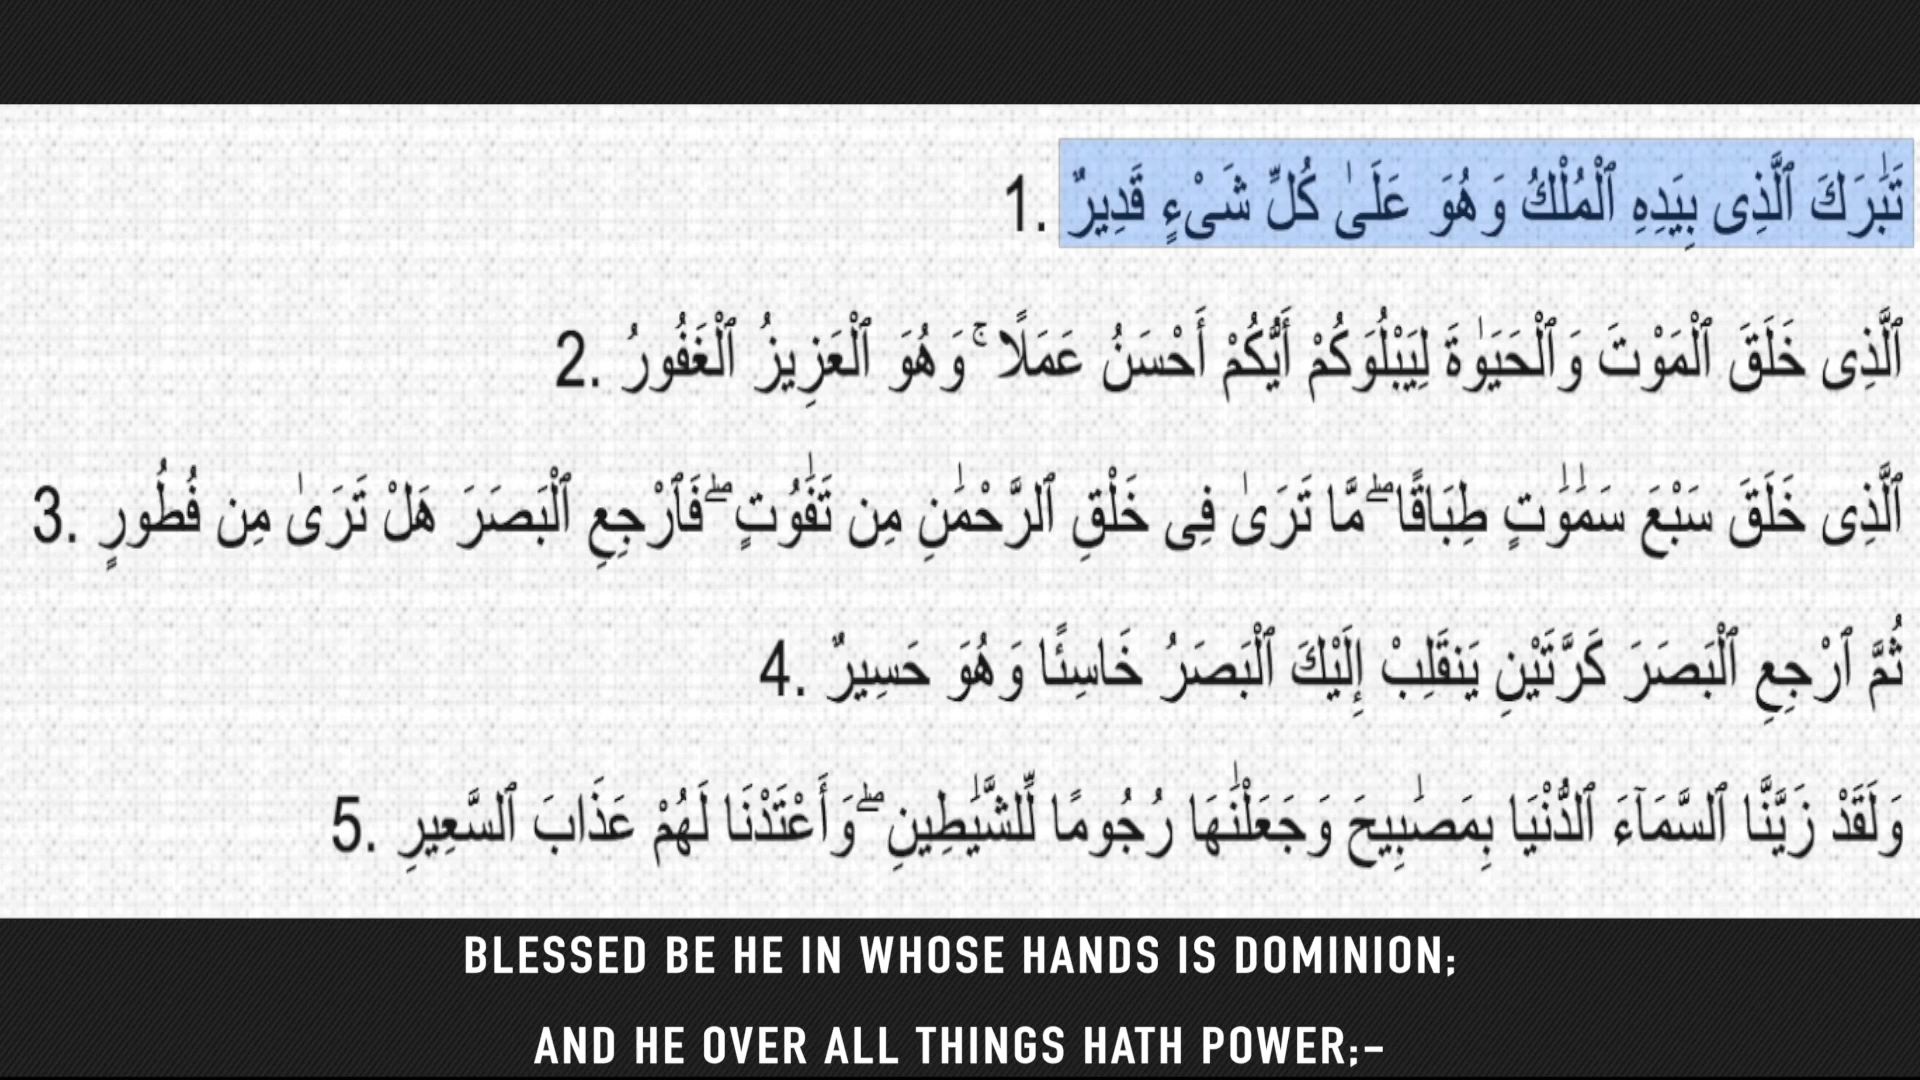 تَبَٰرَكَ ٱلَّذِى بِيَدِهِ ٱلْمُلْكُ وَهُوَ عَلَىٰ كُلِّ شَىْءٍ قَدِيرٌ .1
ٱلَّذِى خَلَقَ ٱلْمَوْتَ وَٱلْحَيَوٰةَ لِيَبْلُوَكُمْ أَيُّكُمْ أَحْسَنُ عَمَلًا ۚ وَهُوَ ٱلْعَزِيزُ ٱلْغَفُورُ .2
ٱلَّذِى خَلَقَ سَبْعَ سَمَٰوَٰتٍ طِبَاقًا ۖ مَّا تَرَىٰ فِى خَلْقِ ٱلرَّحْمَٰنِ مِن تَفَٰوُتٍ ۖ فَٱرْجِعِ ٱلْبَصَرَ هَلْ تَرَىٰ مِن فُطُورٍ .3
ثُمَّ ٱرْجِعِ ٱلْبَصَرَ كَرَّتَيْنِ يَنقَلِبْ إِلَيْكَ ٱلْبَصَرُ خَاسِئًا وَهُوَ حَسِيرٌ .4
وَلَقَدْ زَيَّنَّا ٱلسَّمَآءَ ٱلدُّنْيَا بِمَصَٰبِيحَ وَجَعَلْنَٰهَا رُجُومًا لِّلشَّيَٰطِينِ ۖ وَأَعْتَدْنَا لَهُمْ عَذَابَ ٱلسَّعِيرِ .5
BLESSED BE HE IN WHOSE HANDS IS DOMINION;
AND HE OVER ALL THINGS HATH POWER;-